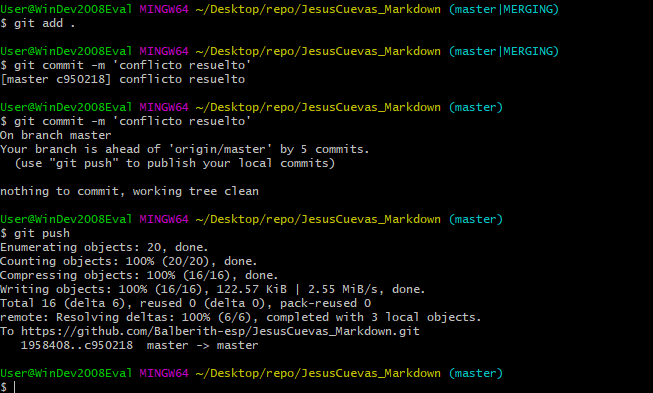 User@WinDev2008Eval MINGW64 ~/Desktop/repo/JesusCuevas_Markdown (master|MERGING)
$ git add .
User@WinDev2008Eval MINGW64 ~/Desktop/repo/JesusCuevas_Markdown (master|MERGING)
$ git commit -m 'conflicto resuelto'
[master c950218] conflicto resuelto
User@WinDev2008Eval MINGW64 ~/Desktop/repo/JesusCuevas_Markdown (master)
$ git commit -m 'conflicto resuelto'
On branch master
Your branch is ahead of 'origin/master' by 5 commits.
  (use "git push" to publish your local commits)
nothing to commit, working tree clean
User@WinDev2008Eval MINGW64 ~/Desktop/repo/JesusCuevas_Markdown (master)
$ git push
Enumerating objects: 20, done.
Counting objects: 100% (20/20), done.
Compressing objects: 100% (16/16), done.
Writing objects: 100% (16/16), 122.57 KiB | 2.55 MiB/s, done.
Total 16 (delta 6), reused 0 (delta 0), pack-reused 0
remote: Resolving deltas: 100% (6/6), completed with 3 local objects.
To https://github.com/Balberith-esp/JesusCuevas_Markdown.git
   1958408..c950218  master -> master
User@WinDev2008Eval MINGW64 ~/Desktop/repo/JesusCuevas_Markdown (master)
$